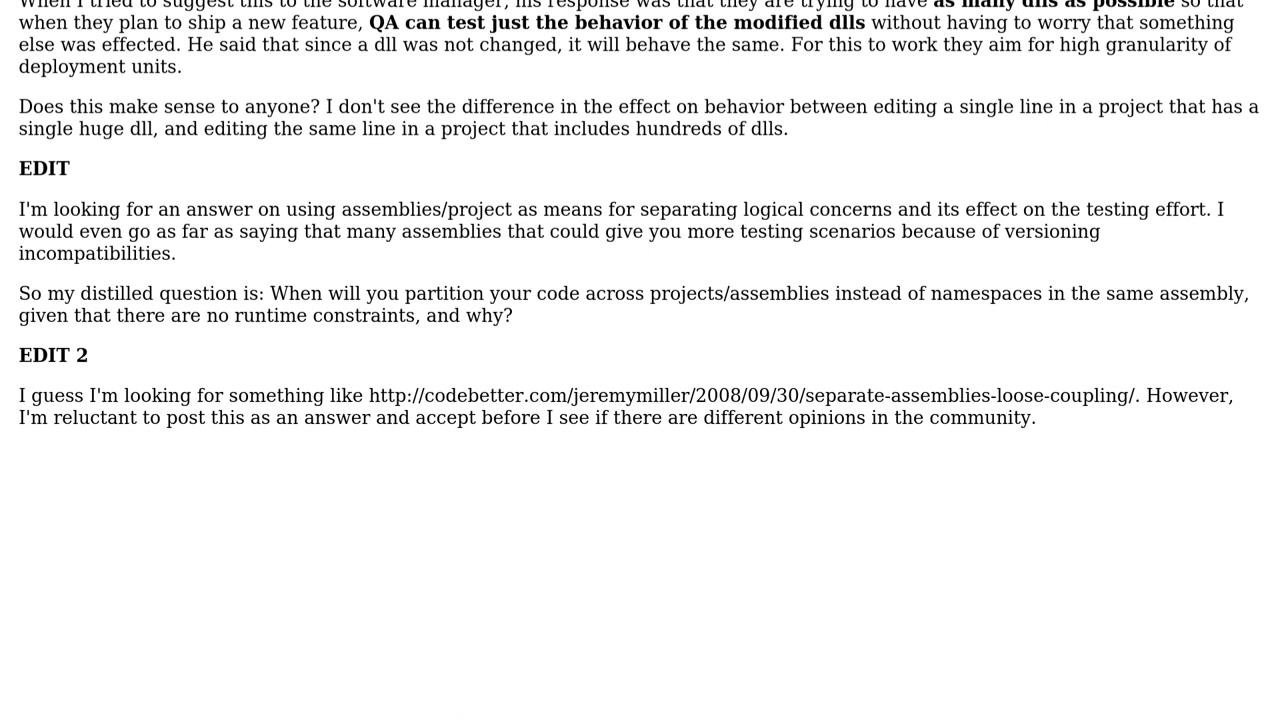 When I tried to suggest this to the software manager, his response was that they are trying to have as many dlls as possible so that
when they plan to ship a new feature, QA can test just the behavior of the modified dlls without having to worry that something
else was effected. He said that since a dll was not changed, it will behave the same. For this to work they aim for high granularity of
deployment units.
Does this make sense to anyone? I don't see the difference in the effect on behavior between editing a single line in a project that has a
single huge dll, and editing the same line in a project that includes hundreds of dlls.
EDIT
I'm looking for an answer on using assemblies/project as means for separating logical concerns and its effect on the testing effort. I
would even go as far as saying that many assemblies that could give you more testing scenarios because of versioning
incompatibilities.
So my distilled question is: When will you partition your code across projects/assemblies instead of namespaces in the same assembly,
given that there are no runtime constraints, and why?
EDIT 2
I guess I'm looking for something like http://codebetter.com/jeremymiller/2008/09/30/separate-assemblies-loose-coupling/. However,
I'm reluctant to post this as an answer and accept before I see if there are different opinions in the community.